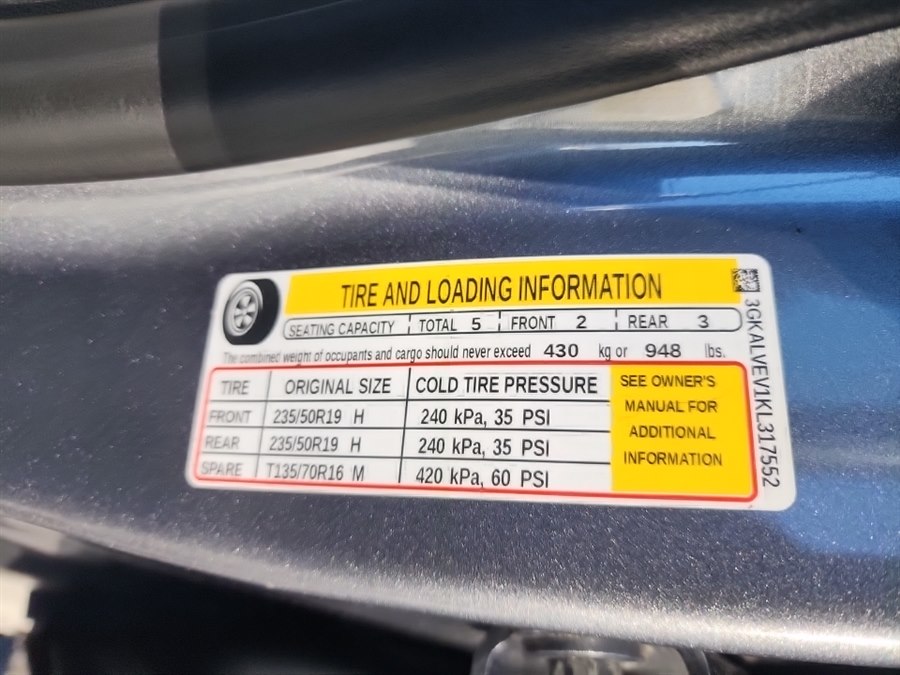 TIRE AND LOADING INFORMATION
SEATING CAPACITY TOTAL 5 FRONT 2 REAR 3
The combined weight of occupants and cargo should never exceed 430 kg or 948 lbs.
TIRE ORIGINAL SIZE COLD TIRE PRESSURE
FRONT 235/50R19 H 240 kPa, 35 PSI
REAR 235/50R19 H 240 kPa, 35 PSI
SPARE T135/70R16 M 420 kPa, 60 PSI
SEE OWNER'S
MANUAL FOR
ADDITIONAL
INFORMATION
3GKALVEV1KL317552